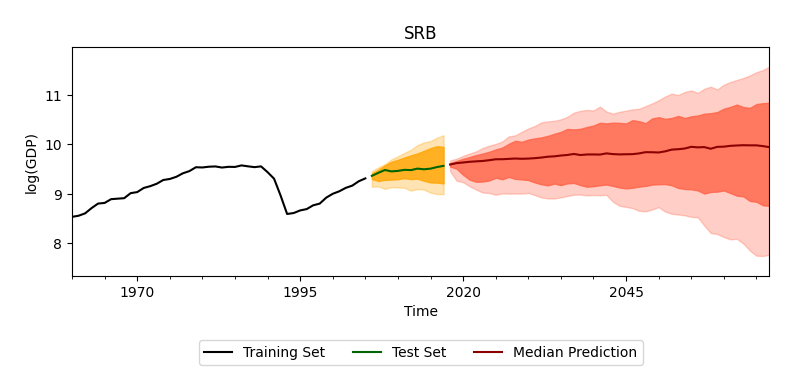 SRB
11
10
9
8
log(GDP)
1970 1995 2020 2045
Time
Training Set Test Set Median Prediction